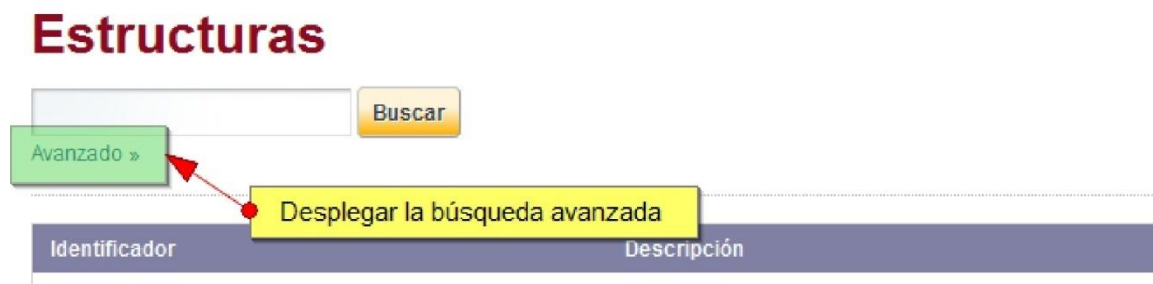 Estructuras
Buscar
Avanzado »
Desplegar la búsqueda avanzada
Identificador
Descripción